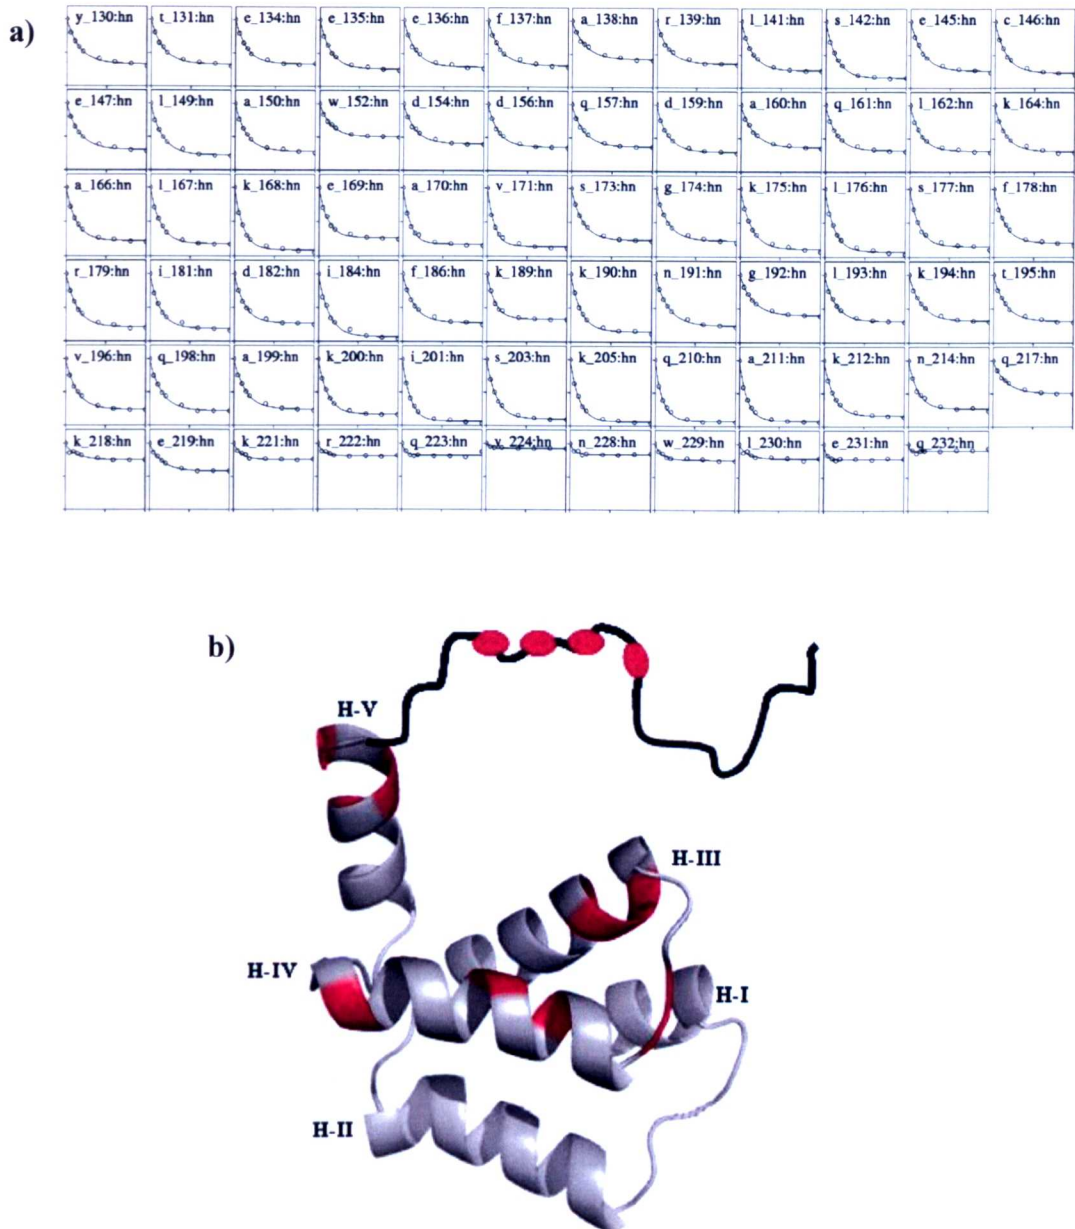 a)
y_130:hn t_131:hn e_134:hn e_135:hn e_136:hn f_137:hn a_138:hn r_139:hn l_141:hn s_142:hn e_145:hn c_146:hn
e_147:hn l_149:hn a_150:hn w_152:hn d_154:hn d_156:hn q_157:hn d_159:hn a_160:hn q_161:hn l_162:hn k_164:hn
a_166:hn l_167:hn k_168:hn e_169:hn a_170:hn v_171:hn s_173:hn g_174:hn k_175:hn l_176:hn s_177:hn f_178:hn
r_179:hn i_181:hn d_182:hn i_184:hn f_186:hn k_189:hn k_190:hn n_191:hn g_192:hn l_193:hn k_194:hn t_195:hn
v_196:hn q_198:hn a_199:hn k_200:hn i_201:hn s_203:hn k_205:hn q_210:hn a_211:hn k_212:hn n_214:hn q_217:hn
k_218:hn e_219:hn k_221:hn r_222:hn q_223:hn v_224:hn n_228:hn w_229:hn l_230:hn e_231:hn q_232:hn
b)
H-V
H-III
H-IV
H-I
H-II